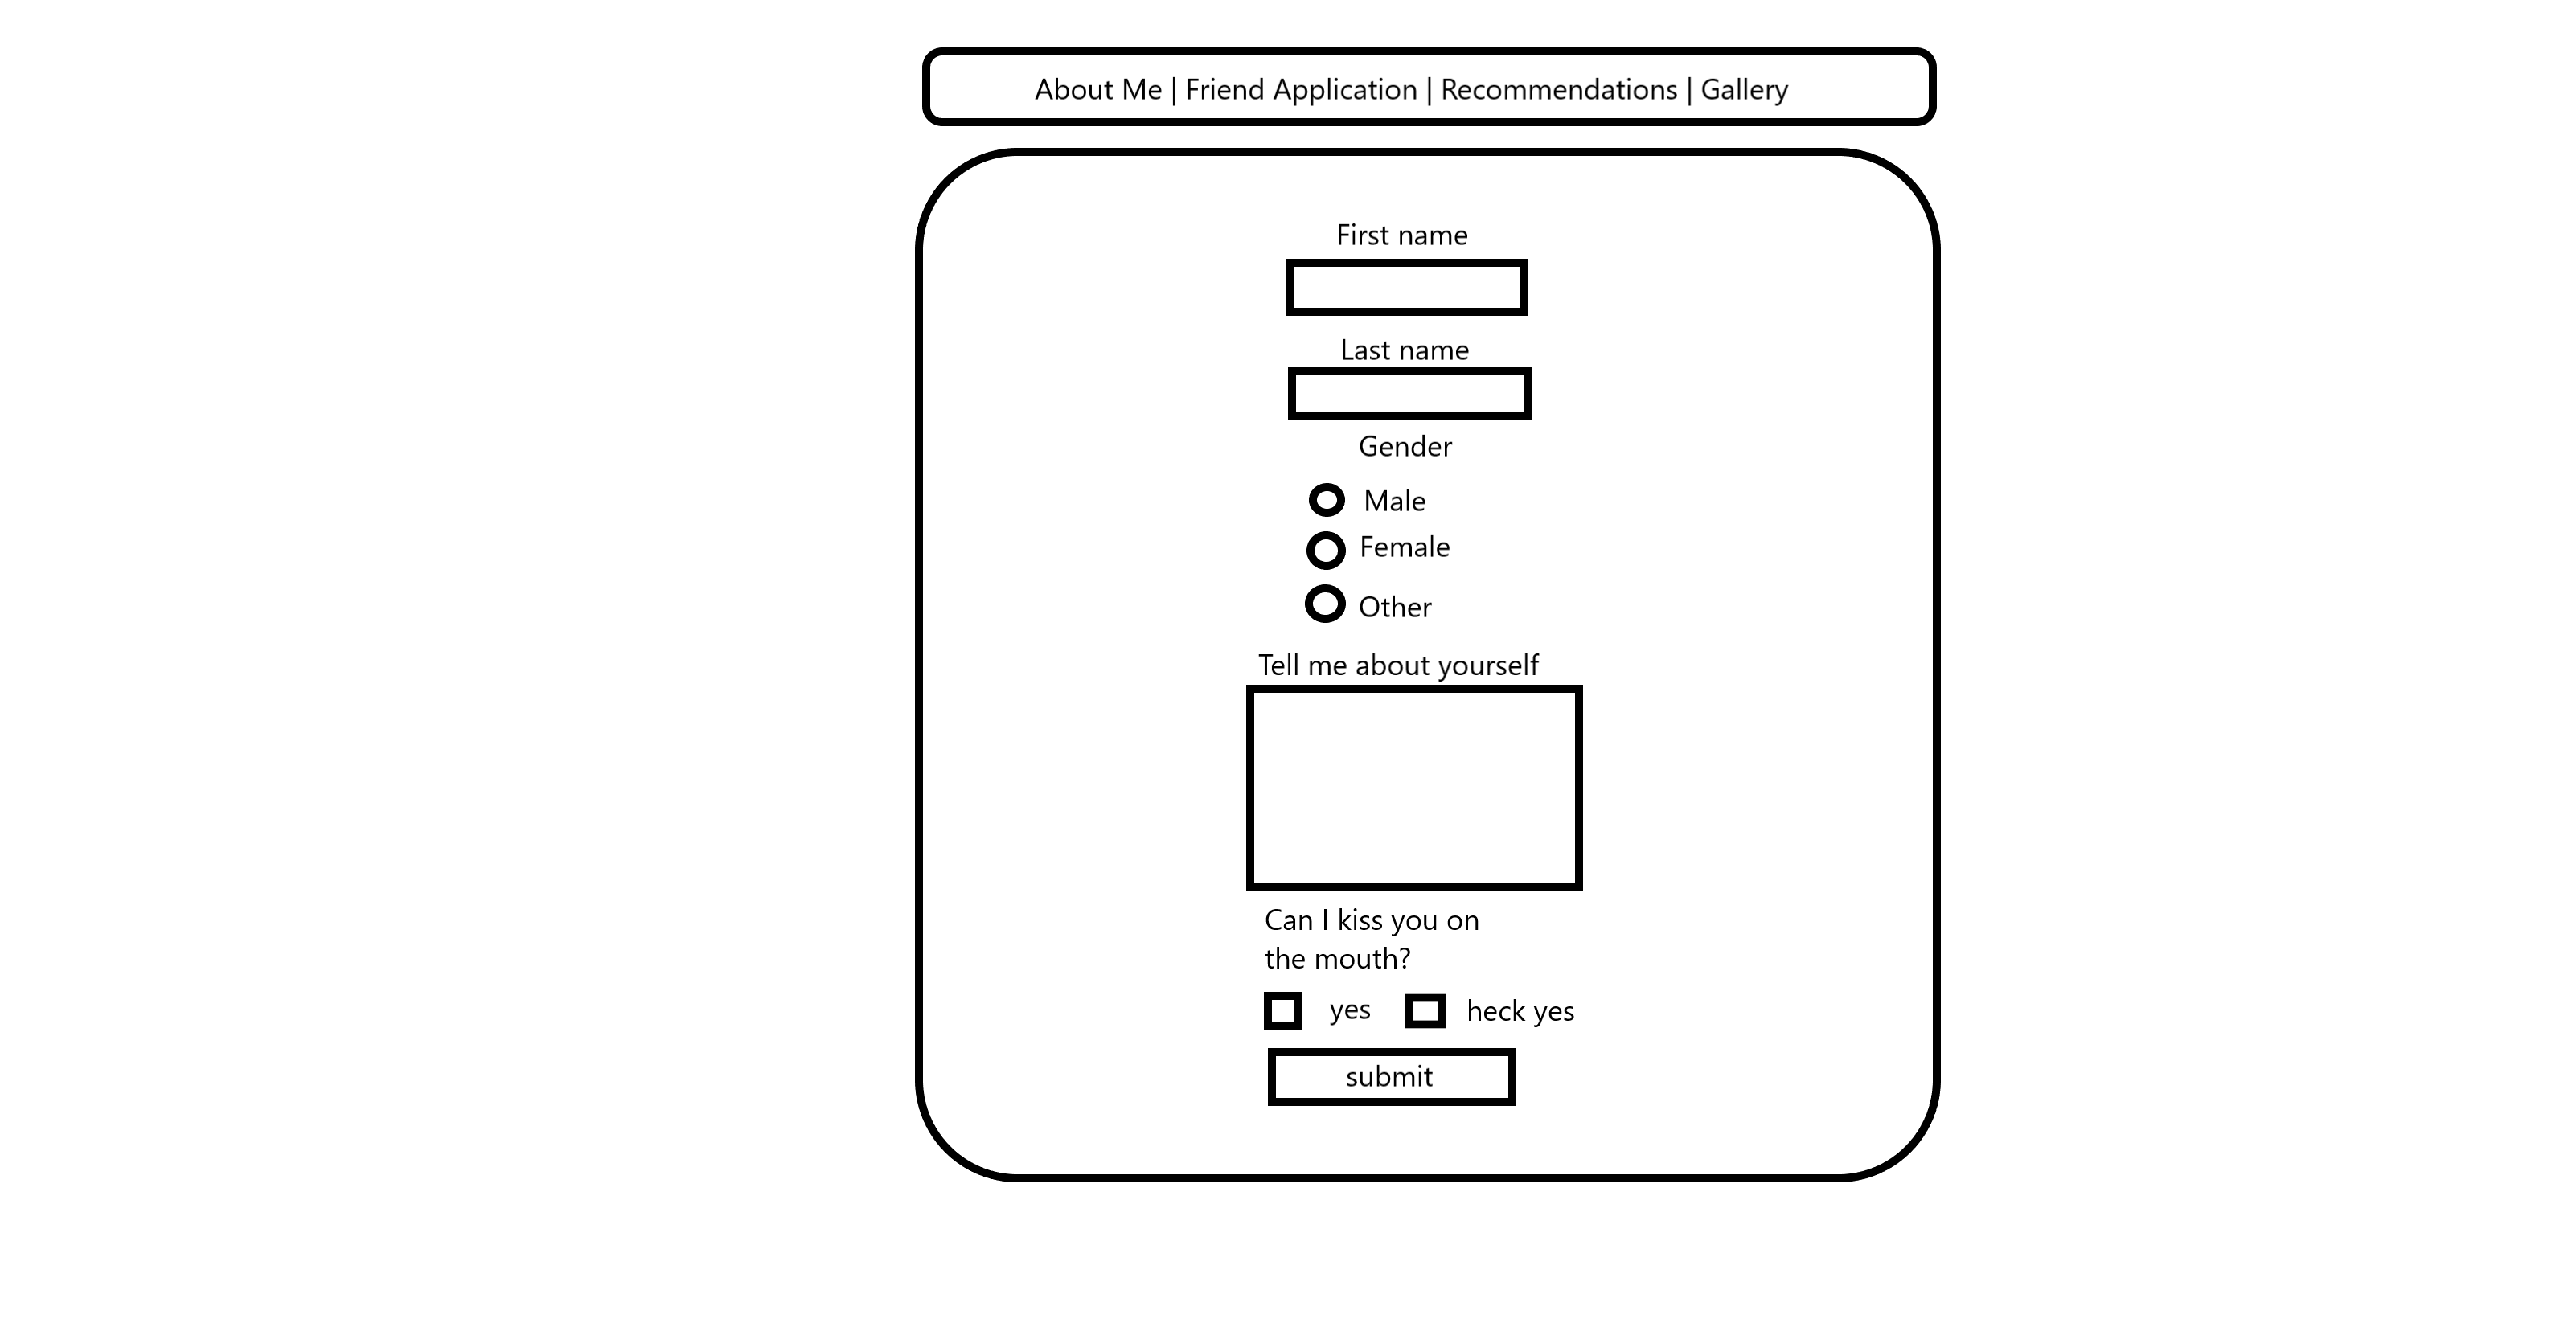 About Me | Friend Application | Recommendations | Gallery
First name
Last name
Gender
Male
Female
Other
Tell me about yourself
Can I kiss you on
the mouth?
yes heck yes
submit